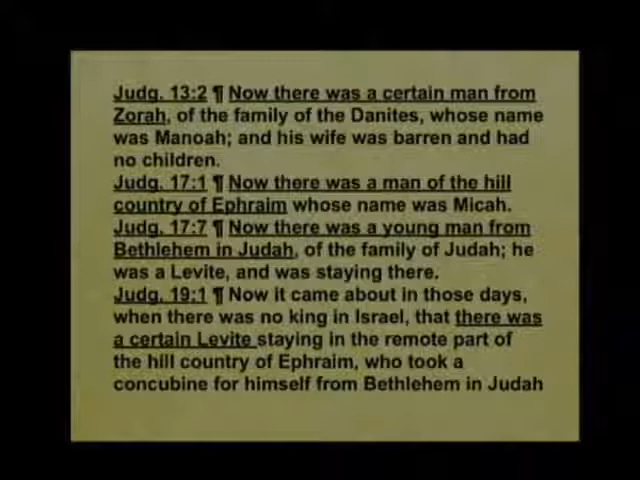 Judg. 13:2 ¶ Now there was a certain man from
Zorah, of the family of the Danites, whose name
was Manoah; and his wife was barren and had
no children.
Judg. 17:1 ¶ Now there was a man of the hill
country of Ephraim whose name was Micah.
Judg. 17:7 ¶ Now there was a young man from
Bethlehem in Judah, of the family of Judah; he
was a Levite, and was staying there.
Judg. 19:1 ¶ Now it came about in those days,
when there was no king in Israel, that there was
a certain Levite staying in the remote part of
the hill country of Ephraim, who took a
concubine for himself from Bethlehem in Judah